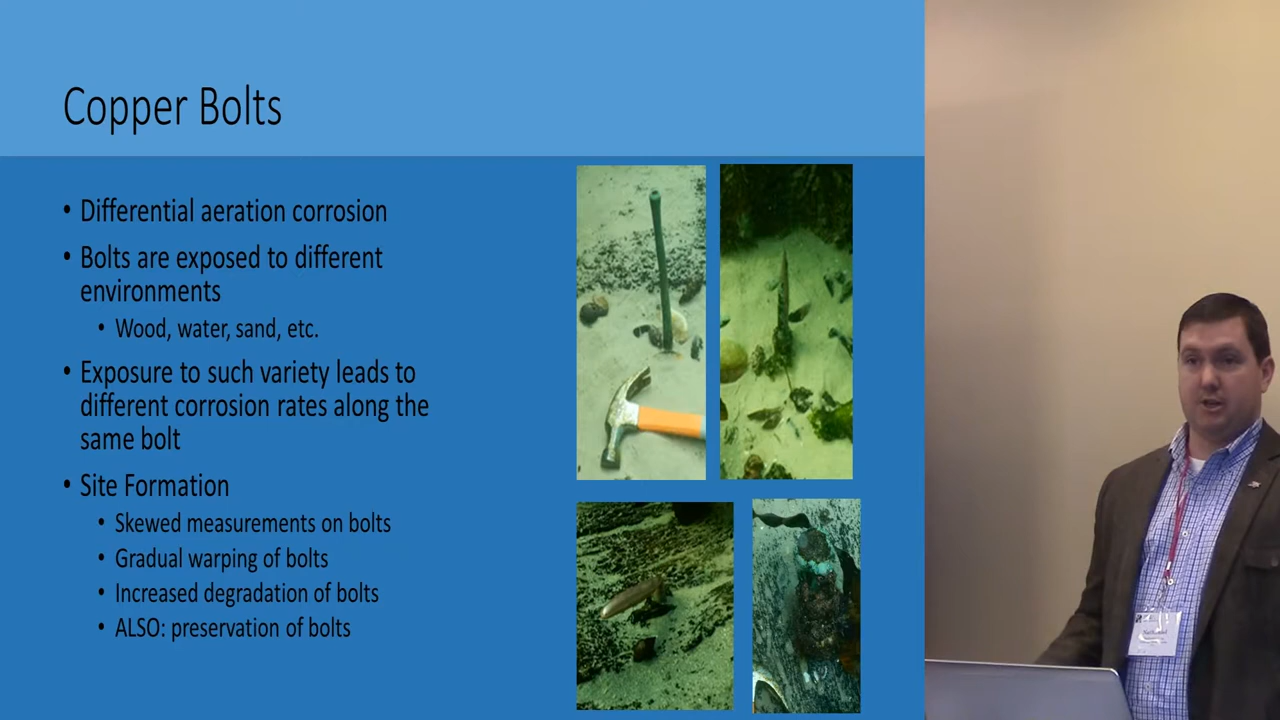 Copper Bolts
• Differential aeration corrosion
• Bolts are exposed to different
environments
• Wood, water, sand, etc.
• Exposure to such variety leads to
different corrosion rates along the
same bolt
• Site Formation
• Skewed measurements on bolts
• Gradual warping of bolts
• Increased degradation of bolts
• ALSO: preservation of bolts